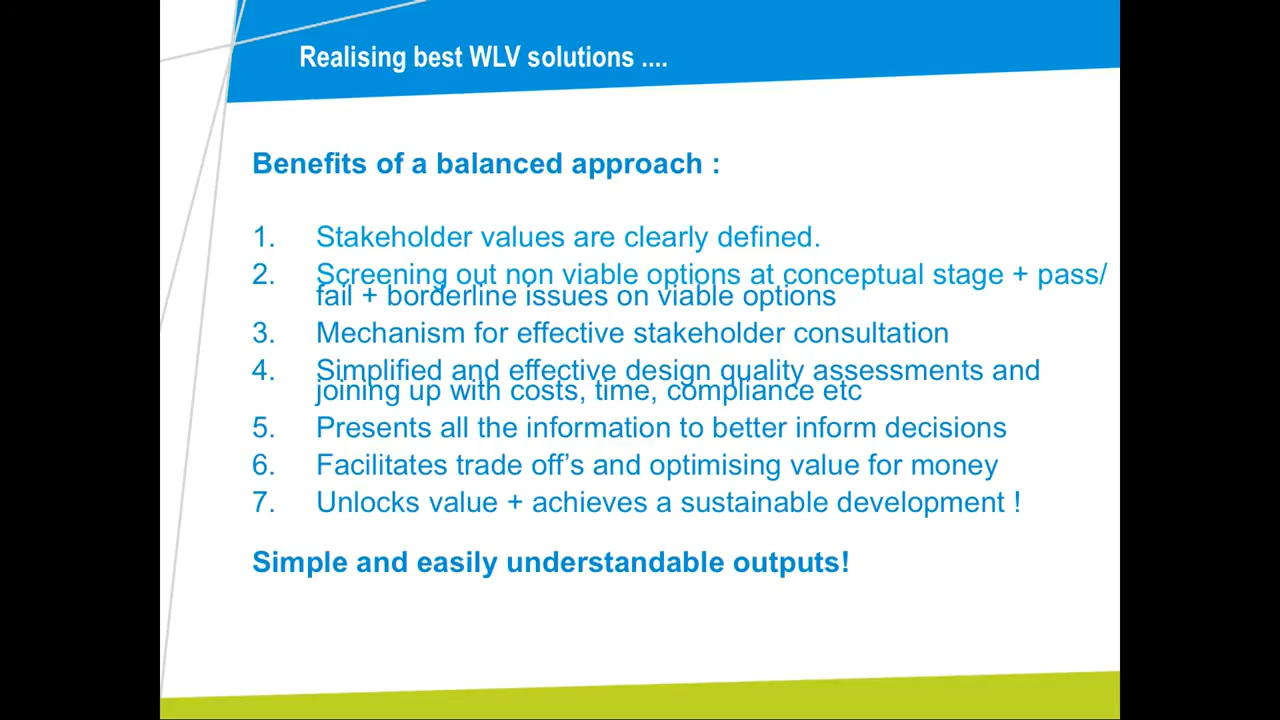 Realising best WLV solutions ....
Benefits of a balanced approach :
1. Stakeholder values are clearly defined.
2. Screening out non viable options at conceptual stage + pass/
fail + borderline issues on viable options
3. Mechanism for effective stakeholder consultation
4. Simplified and effective design quality assessments and
joining up with costs, time, compliance etc
5. Presents all the information to better inform decisions
6. Facilitates trade off’s and optimising value for money
7. Unlocks value + achieves a sustainable development !
Simple and easily understandable outputs!